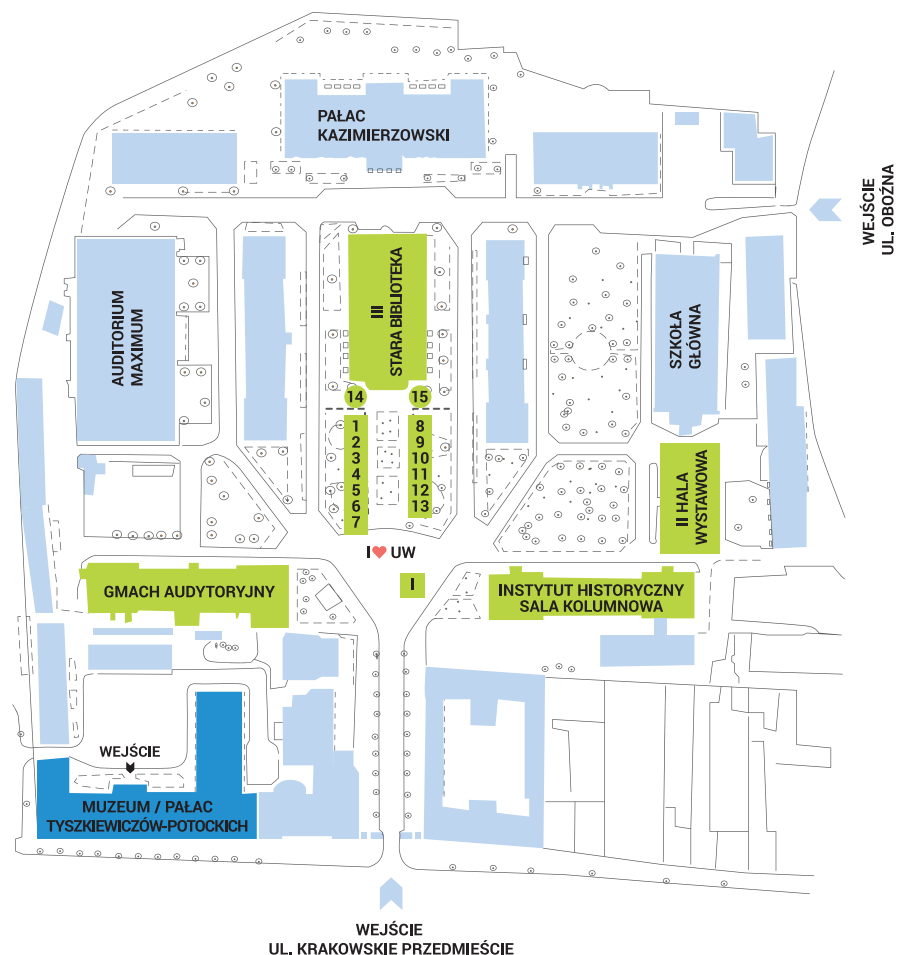 PAŁAC
KAZIMIERZOWSKI
WEJŚCIE
UL. OBOŹNA
AUDITORIUM
MAXIMUM
III
STARA BIBLIOTEKA
SZKOŁA
GŁÓWNA
14
15
1
2
3
4
5
6
7
8
9
10
11
12
13
II HALA
WYSTAWOWA
I ❤ UW
I
GMACH AUDYTORYJNY
INSTYTUT HISTORYCZNY
SALA KOLUMNOWA
WEJŚCIE
MUZEUM / PAŁAC
TYSZKIEWICZÓW-POTOCKICH
WEJŚCIE
UL. KRAKOWSKIE PRZEDMIEŚCIE